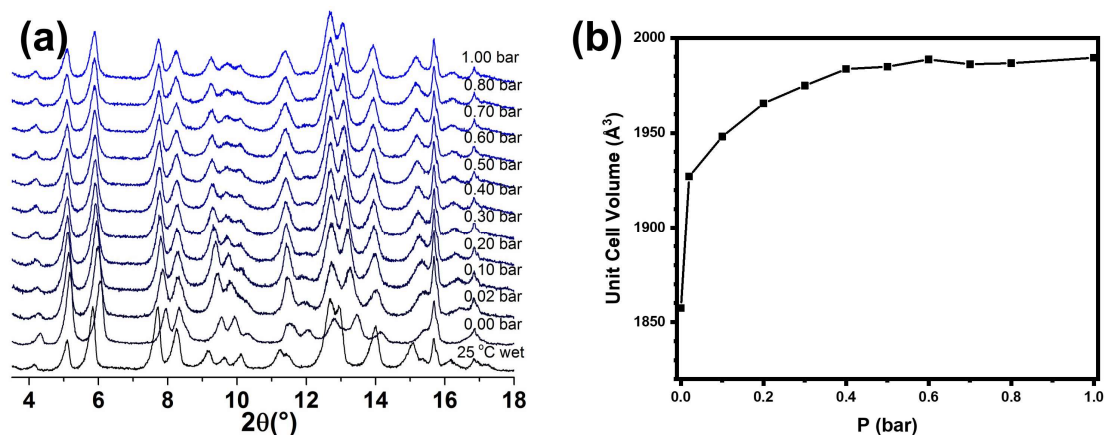 (a)
1.00 bar
0.80 bar
0.70 bar
0.60 bar
0.50 bar
0.40 bar
0.30 bar
0.20 bar
0.10 bar
0.02 bar
0.00 bar
25 °C wet
4 6 8 10 12 14 16 18
2θ(°)
(b)
2000
1950
1900
1850
Unit Cell Volume (Å³)
0.0 0.2 0.4 0.6 0.8 1.0
P (bar)